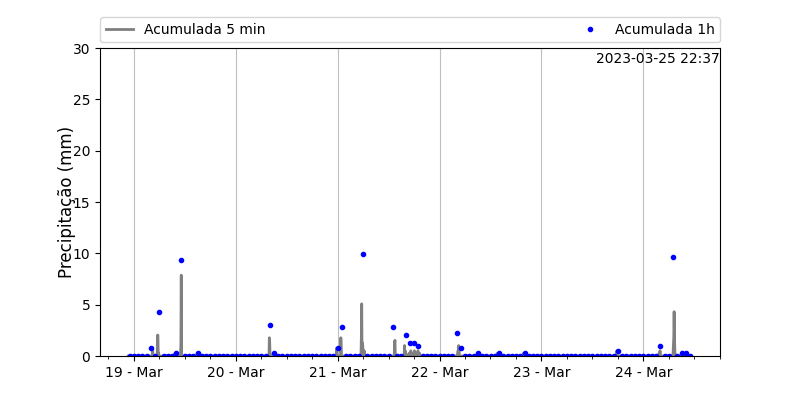 Acumulada 5 min
Acumulada 1h
2023-03-25 22:37
Precipitação (mm)
30
25
20
15
10
5
0
19 - Mar
20 - Mar
21 - Mar
22 - Mar
23 - Mar
24 - Mar